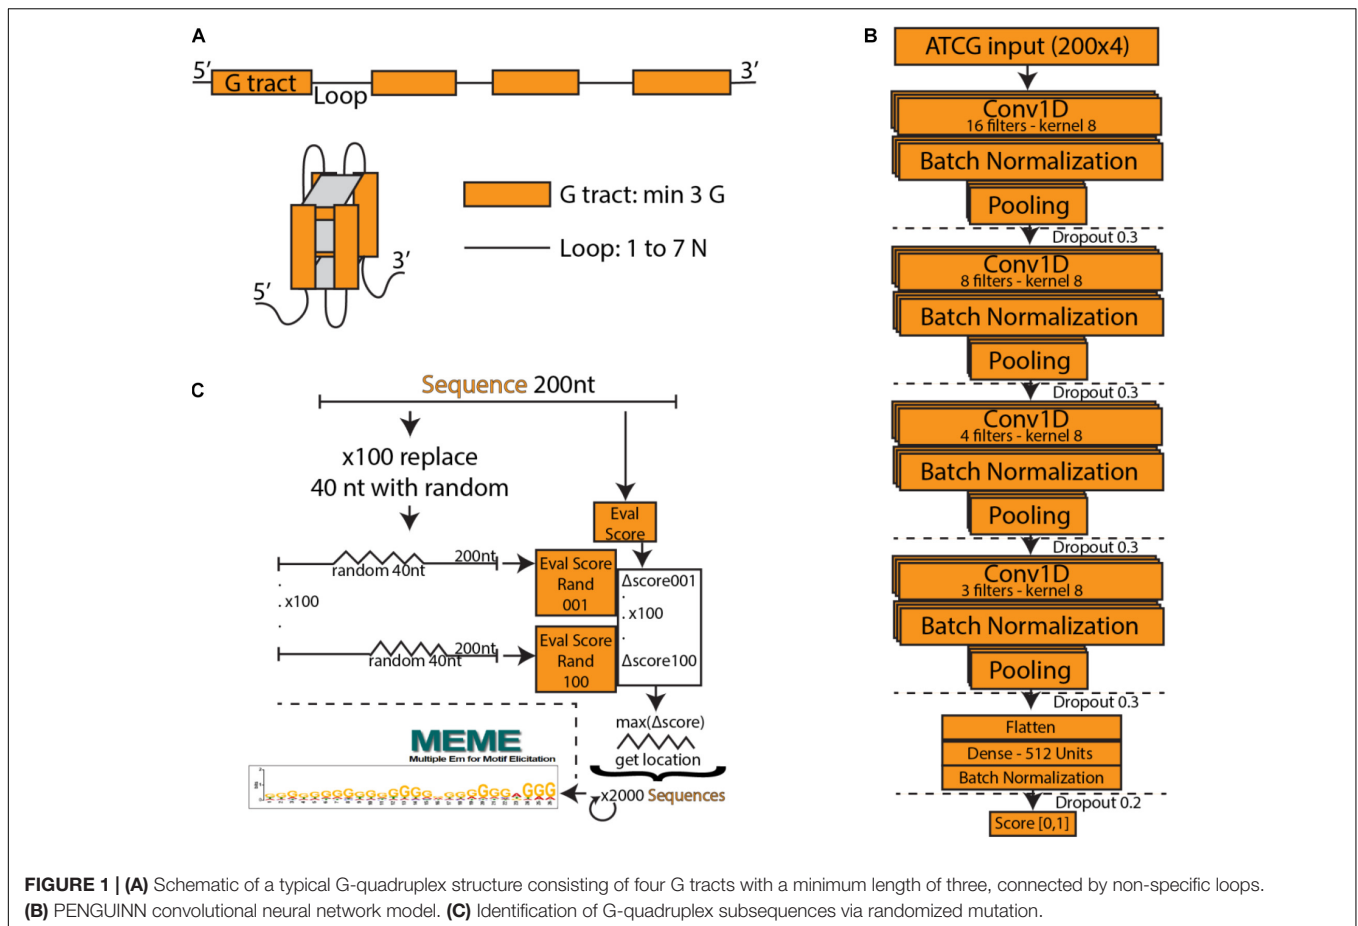 A
5′
G tract
Loop
3′
5′
3′
G tract: min 3 G
Loop: 1 to 7 N
B
ATCG input (200x4)
Conv1D
16 filters - kernel 8
Batch Normalization
Pooling
Dropout 0.3
Conv1D
8 filters - kernel 8
Batch Normalization
Pooling
Dropout 0.3
Conv1D
4 filters - kernel 8
Batch Normalization
Pooling
Dropout 0.3
Conv1D
3 filters - kernel 8
Batch Normalization
Pooling
Dropout 0.3
Flatten
Dense - 512 Units
Batch Normalization
Dropout 0.2
Score [0,1]
C
Sequence 200nt
x100 replace
40 nt with random
Eval
Score
random 40nt
200nt
. x100
random 40nt
200nt
Eval Score
Rand
001
Eval Score
Rand
100
Δscore001
. x100
Δscore100
max(Δscore)
get location
x2000 Sequences
MEME
Multiple Em for Motif Elicitation
FIGURE 1 | (A) Schematic of a typical G-quadruplex structure consisting of four G tracts with a minimum length of three, connected by non-specific loops.
(B) PENGUINN convolutional neural network model. (C) Identification of G-quadruplex subsequences via randomized mutation.